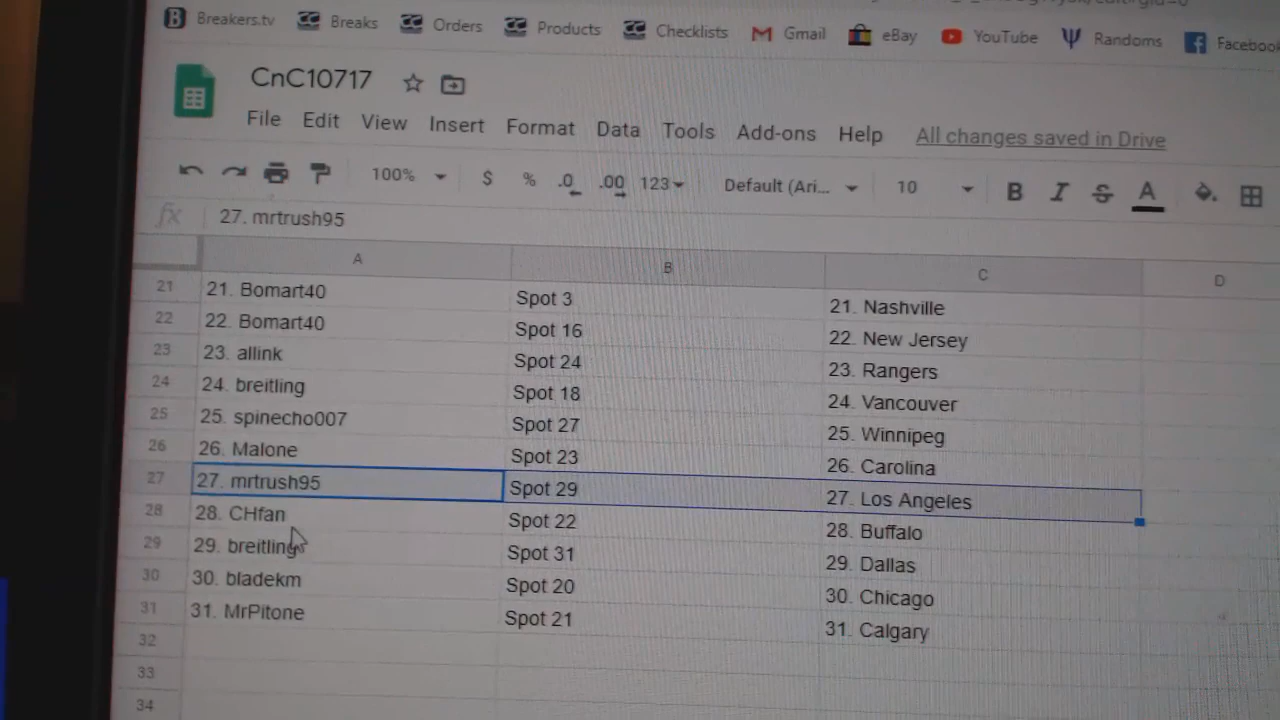 Breakers.tv Breaks Orders Products Checklists Gmail eBay YouTube Randoms Facebook
CnC10717
File Edit View Insert Format Data Tools Add-ons Help All changes saved in Drive
100% $ % .0 .00 123 Default (Ari... 10 B I S A
fx 27. mrtrush95
A B C D
21 21. Bomart40 Spot 3 21. Nashville
22 22. Bomart40 Spot 16 22. New Jersey
23 23. allink Spot 24 23. Rangers
24 24. breitling Spot 18 24. Vancouver
25 25. spinecho007 Spot 27 25. Winnipeg
26 26. Malone Spot 23 26. Carolina
27 27. mrtrush95 Spot 29 27. Los Angeles
28 28. CHfan Spot 22 28. Buffalo
29 29. breitling Spot 31 29. Dallas
30 30. bladekm Spot 20 30. Chicago
31 31. MrPitone Spot 21 31. Calgary
32
33
34